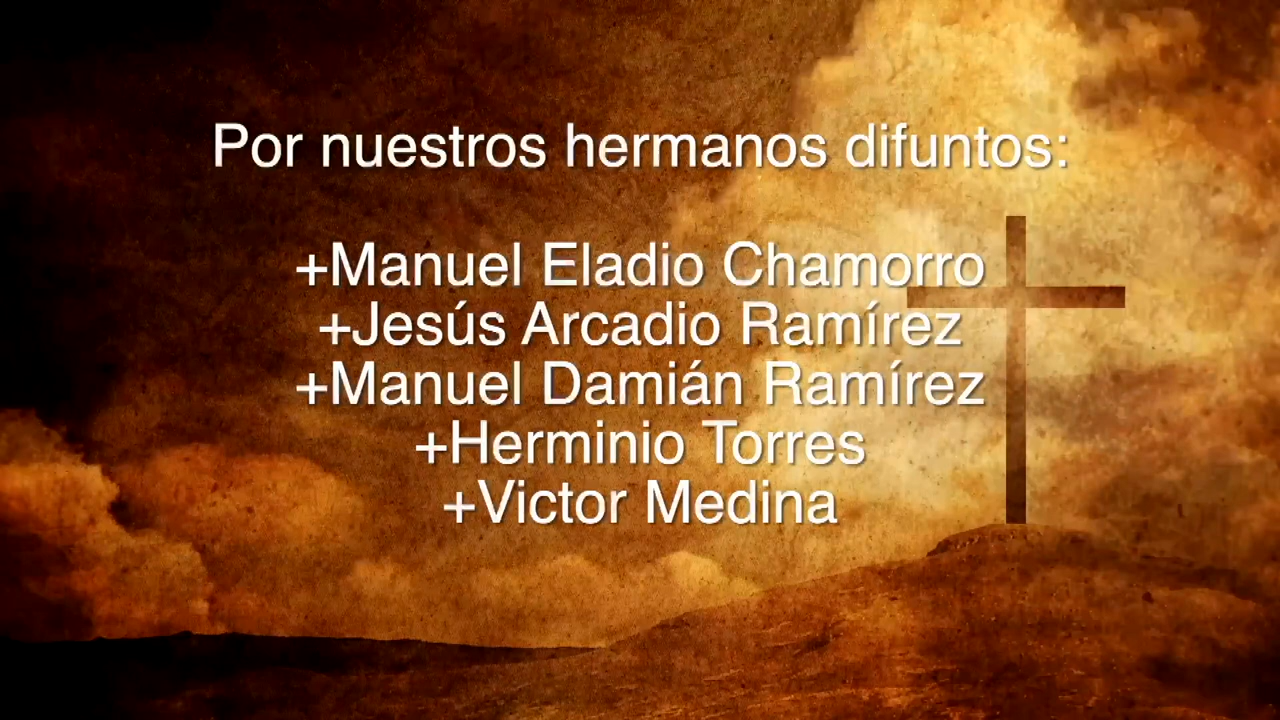 Por nuestros hermanos difuntos:
+Manuel Eladio Chamorro
+Jesús Arcadio Ramírez
+Manuel Damián Ramírez
+Herminio Torres
+Victor Medina